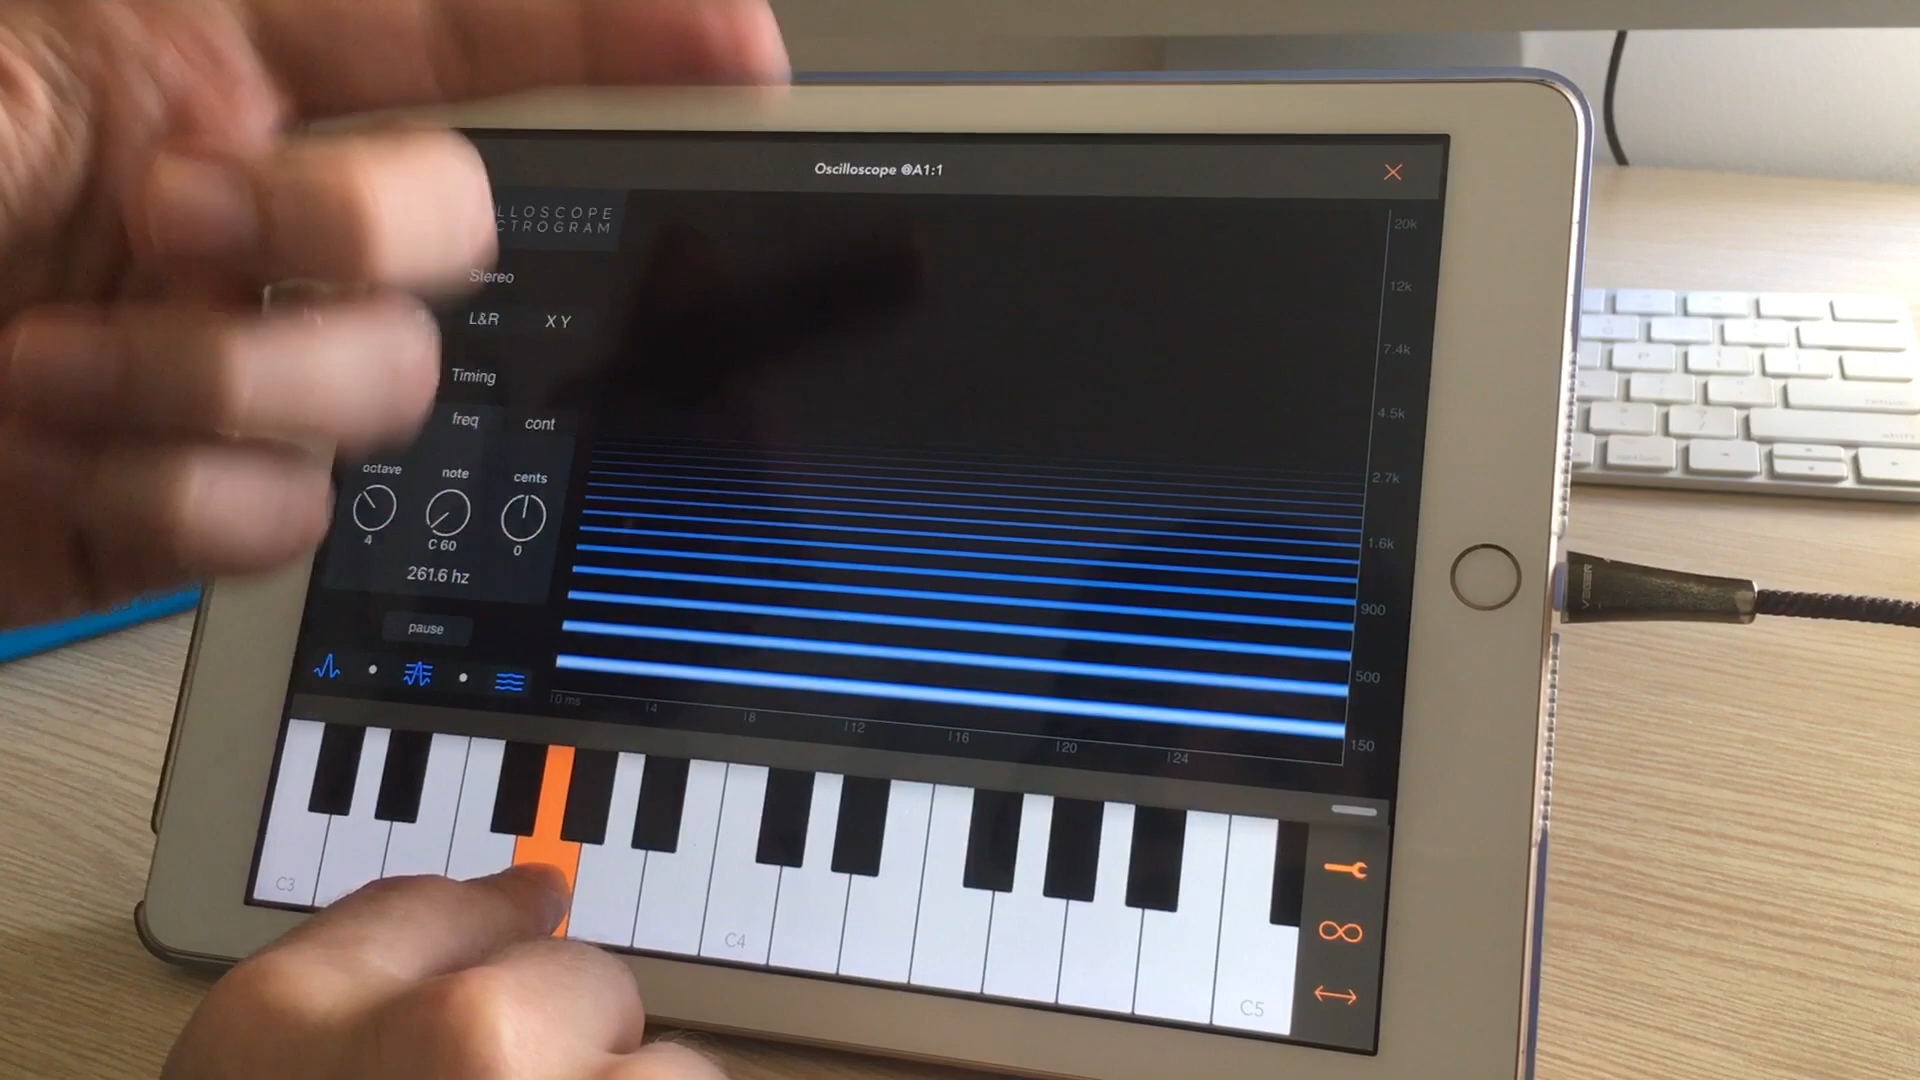 Oscilloscope @A1:1
LLOSCOPE
CTROGRAM
Stereo
L&R
X Y
Timing
freq
cont
octave
note
cents
4
C 60
0
261.6 hz
pause
20k
12k
7.4k
4.5k
2.7k
1.6k
900
500
150
0 ms
4
8
12
16
20
24
C3
C4
C5
VEGER